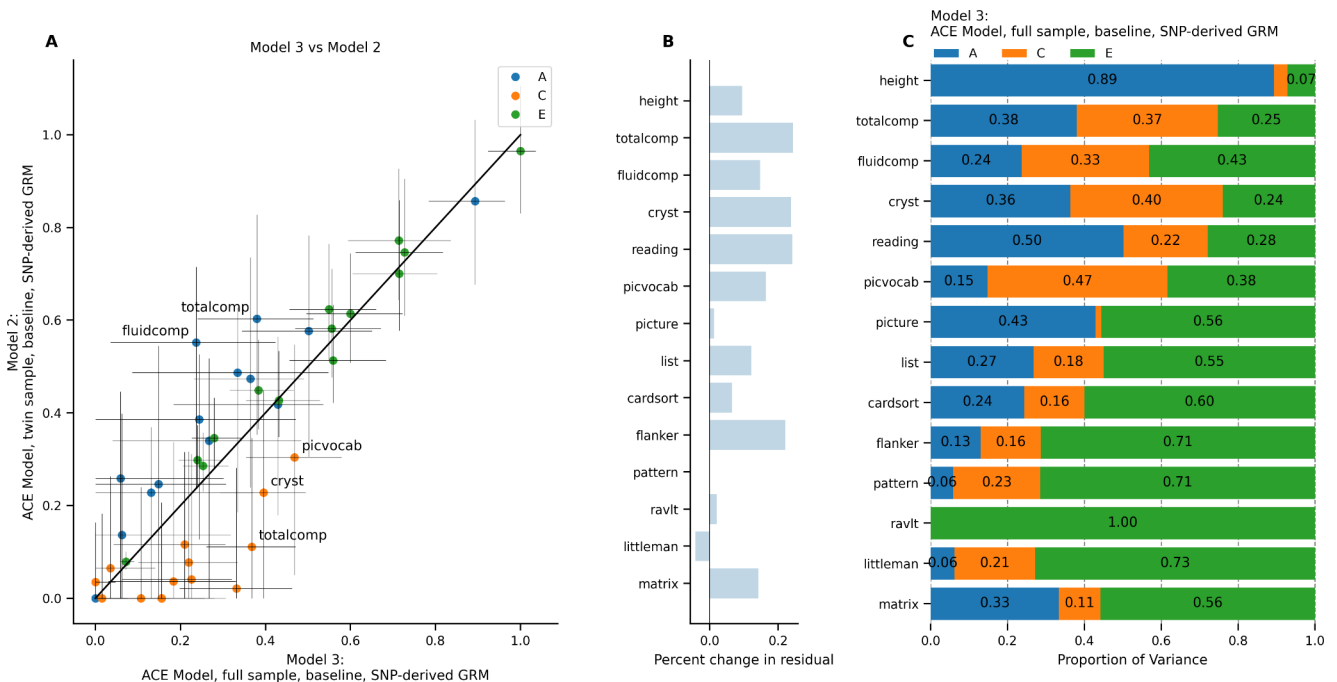 A
Model 3 vs Model 2
A
C
E
1.0
0.8
0.6
0.4
0.2
0.0
Model 2:
ACE Model, twin sample, baseline, SNP-derived GRM
totalcomp
fluidcomp
picvocab
cryst
totalcomp
0.0 0.2 0.4 0.6 0.8 1.0
Model 3:
ACE Model, full sample, baseline, SNP-derived GRM
B
height
totalcomp
fluidcomp
cryst
reading
picvocab
picture
list
cardsort
flanker
pattern
ravlt
littleman
matrix
0.0 0.2
Percent change in residual
Model 3:
ACE Model, full sample, baseline, SNP-derived GRM
C
A C E
height 0.89 0.07
totalcomp 0.38 0.37 0.25
fluidcomp 0.24 0.33 0.43
cryst 0.36 0.40 0.24
reading 0.50 0.22 0.28
picvocab 0.15 0.47 0.38
picture 0.43 0.56
list 0.27 0.18 0.55
cardsort 0.24 0.16 0.60
flanker 0.13 0.16 0.71
pattern 0.06 0.23 0.71
ravlt 1.00
littleman 0.06 0.21 0.73
matrix 0.33 0.11 0.56
0.0 0.2 0.4 0.6 0.8 1.0
Proportion of Variance